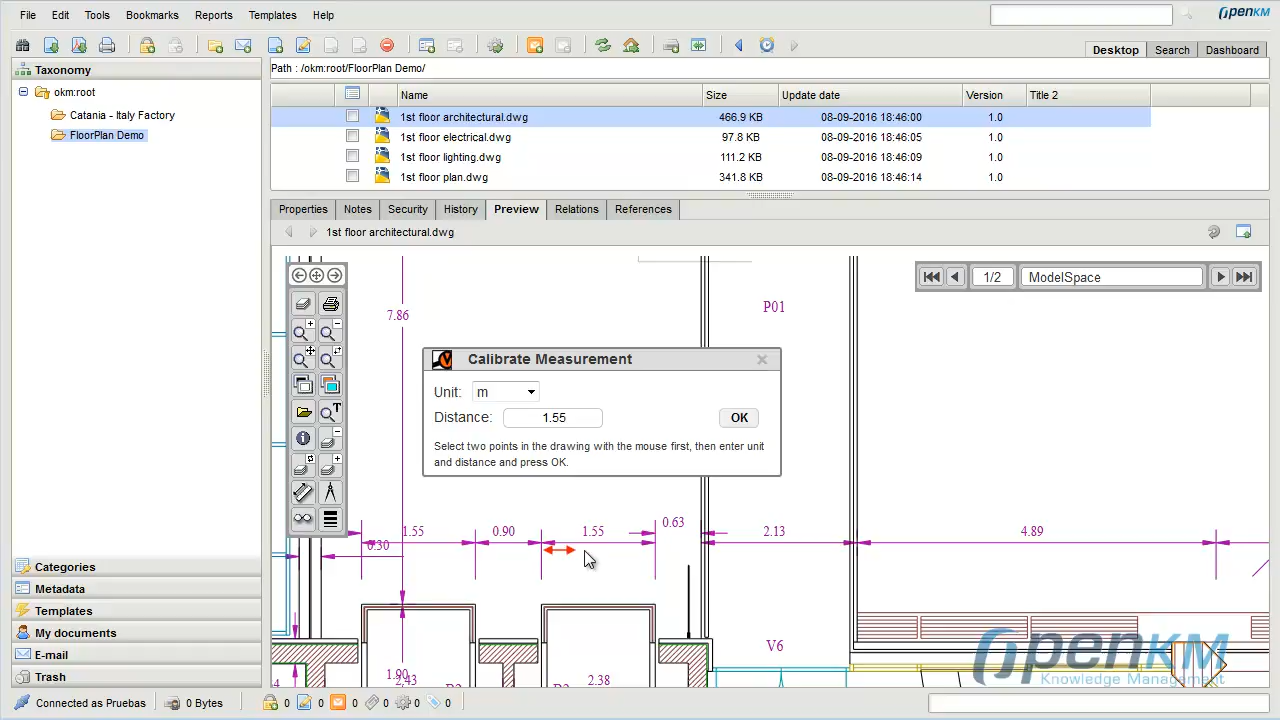 File Edit Tools Bookmarks Reports Templates Help
OpenKM
Desktop Search Dashboard
Taxonomy
Path : /okm:root/FloorPlan Demo/
okm:root
Catania - Italy Factory
FloorPlan Demo
Name Size Update date Version Title 2
1st floor architectural.dwg 466.9 KB 08-09-2016 18:46:00 1.0
1st floor electrical.dwg 97.8 KB 08-09-2016 18:46:05 1.0
1st floor lighting.dwg 111.2 KB 08-09-2016 18:46:09 1.0
1st floor plan.dwg 341.8 KB 08-09-2016 18:46:14 1.0
Properties Notes Security History Preview Relations References
1st floor architectural.dwg
1/2 ModelSpace
7.86
P01
Calibrate Measurement
Unit: m
Distance: 1.55 OK
Select two points in the drawing with the mouse first, then enter unit
and distance and press OK.
1.55 0.90 1.55 0.63 2.13 4.89
0.30
V6
1.90
2.43 2.38
OpenKM
Knowledge Management
Categories
Metadata
Templates
My documents
E-mail
Trash
Connected as Pruebas 0 Bytes 0 0 0 0 0 0